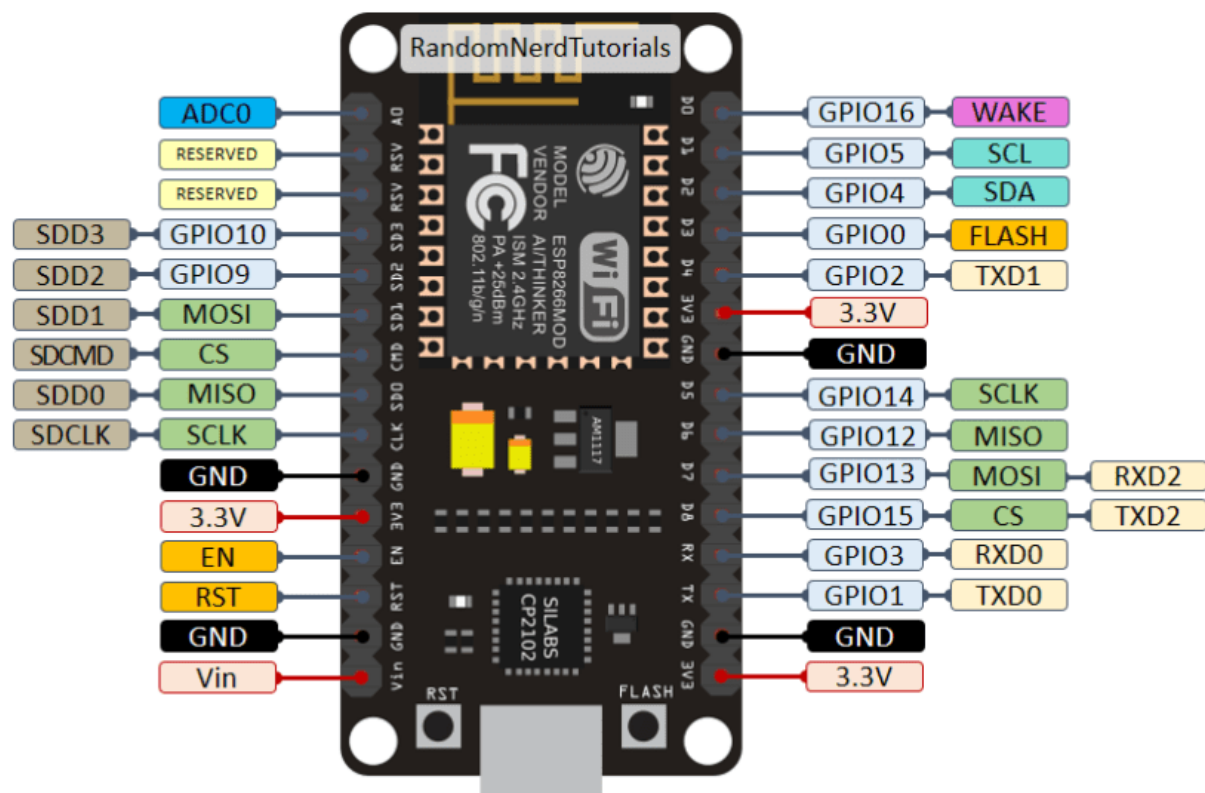 RandomNerdTutorials
ADC0
RESERVED
RESERVED
SDD3 GPIO10
SDD2 GPIO9
SDD1 MOSI
SDCMD CS
SDD0 MISO
SDCLK SCLK
GND
3.3V
EN
RST
GND
Vin
A0
RSV
RSV
SD3
SD2
SD1
CMD
SD0
CLK
GND
3V3
EN
RST
GND
Vin
MODEL
VENDOR
ESP8266MOD
AI/THINKER
ISM 2.4GHz
PA +25dBm
802.11b/g/n
FC
WiFi
AM1117
SILABS
CP2102
RST
FLASH
D0
D1
D2
D3
D4
3V3
GND
D5
D6
D7
D8
RX
TX
GND
3V3
GPIO16 WAKE
GPIO5 SCL
GPIO4 SDA
GPIO0 FLASH
GPIO2 TXD1
3.3V
GND
GPIO14 SCLK
GPIO12 MISO
GPIO13 MOSI RXD2
GPIO15 CS TXD2
GPIO3 RXD0
GPIO1 TXD0
GND
3.3V